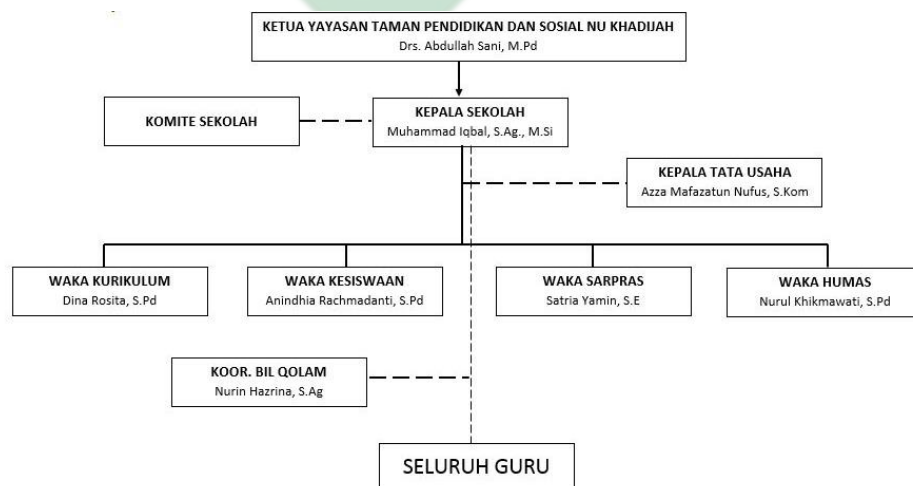 KETUA YAYASAN TAMAN PENDIDIKAN DAN SOSIAL NU KHADIJAH
Drs. Abdullah Sani, M.Pd
KOMITE SEKOLAH
KEPALA SEKOLAH
Muhammad Iqbal, S.Ag., M.Si
KEPALA TATA USAHA
Azza Mafazatun Nufus, S.Kom
WAKA KURIKULUM
Dina Rosita, S.Pd
WAKA KESISWAAN
Anindhia Rachmadanti, S.Pd
WAKA SARPRAS
Satria Yamin, S.E
WAKA HUMAS
Nurul Khikmawati, S.Pd
KOOR. BIL QOLAM
Nurin Hazrina, S.Ag
SELURUH GURU